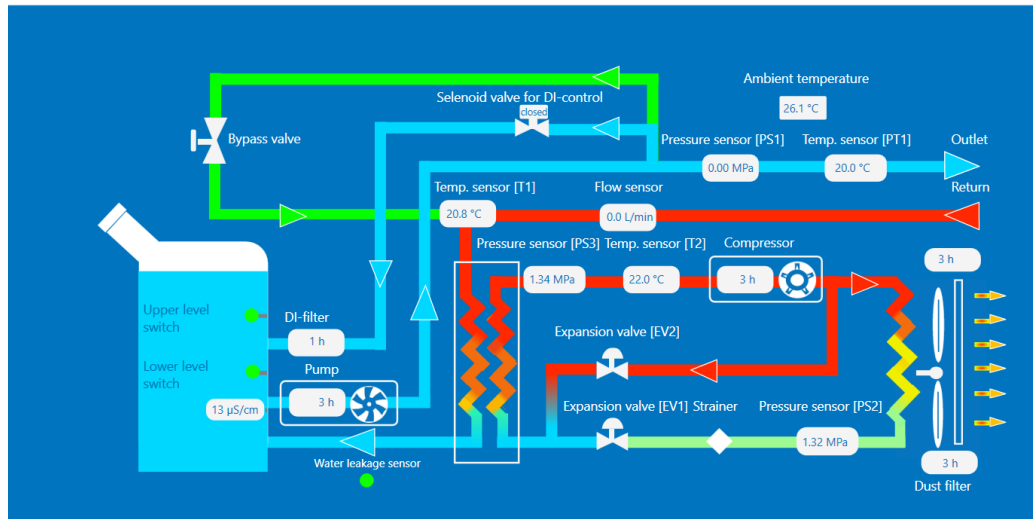 Ambient temperature
26.1 °C
Selenoid valve for DI-control
closed
Bypass valve
Pressure sensor [PS1]
Temp. sensor [PT1]
Outlet
0.00 MPa
20.0 °C
Return
Temp. sensor [T1]
Flow sensor
20.8 °C
0.0 L/min
Pressure sensor [PS3]
Temp. sensor [T2]
Compressor
1.34 MPa
22.0 °C
3 h
3 h
Upper level
switch
DI-filter
1 h
Expansion valve [EV2]
Lower level
switch
Pump
3 h
13 µS/cm
Expansion valve [EV1]
Strainer
Pressure sensor [PS2]
1.32 MPa
Water leakage sensor
3 h
Dust filter